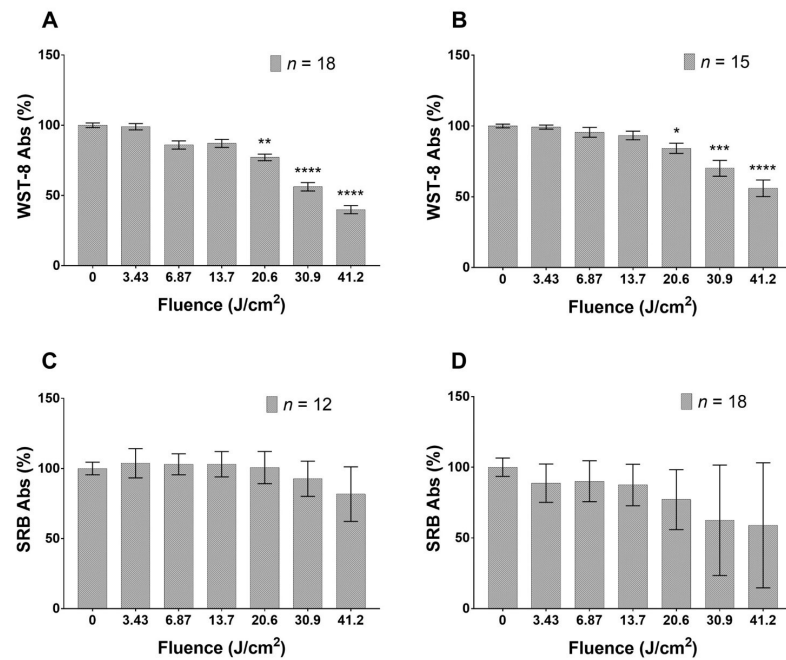 A
150
100
50
0
WST-8 Abs (%)
n = 18
**
****
****
0 3.43 6.87 13.7 20.6 30.9 41.2
Fluence (J/cm²)
B
150
100
50
0
WST-8 Abs (%)
n = 15
*
***
****
0 3.43 6.87 13.7 20.6 30.9 41.2
Fluence (J/cm²)
C
150
100
50
0
SRB Abs (%)
n = 12
0 3.43 6.87 13.7 20.6 30.9 41.2
Fluence (J/cm²)
D
150
100
50
0
SRB Abs (%)
n = 18
0 3.43 6.87 13.7 20.6 30.9 41.2
Fluence (J/cm²)